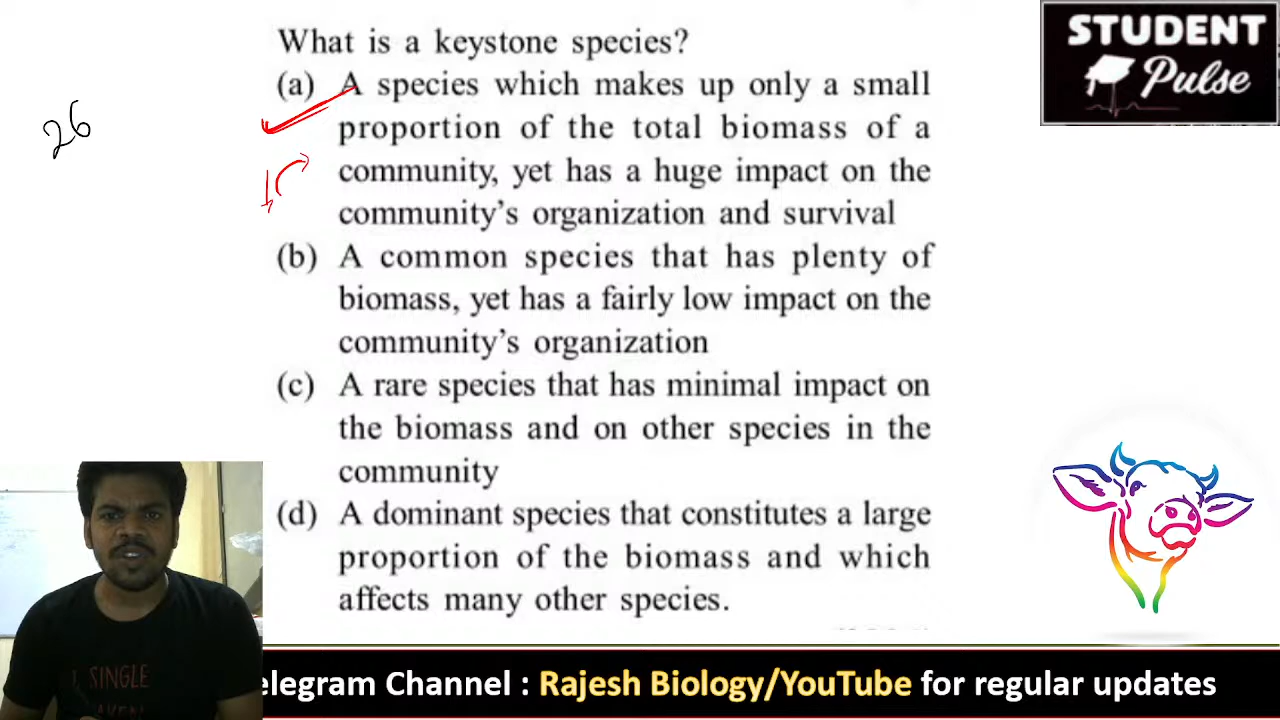 What is a keystone species?
(a) A species which makes up only a small
proportion of the total biomass of a
community, yet has a huge impact on the
community's organization and survival
(b) A common species that has plenty of
biomass, yet has a fairly low impact on the
community's organization
(c) A rare species that has minimal impact on
the biomass and on other species in the
community
(d) A dominant species that constitutes a large
proportion of the biomass and which
affects many other species.
26
STUDENT
Pulse
SINGLE
elegram Channel : Rajesh Biology/YouTube for regular updates